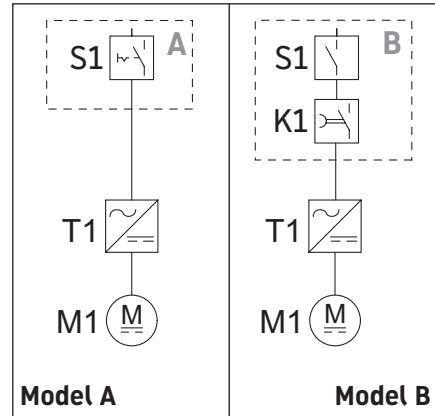 S1 A
T1
M1 M
Model A
S1 B
K1
T1
M1 M
Model B